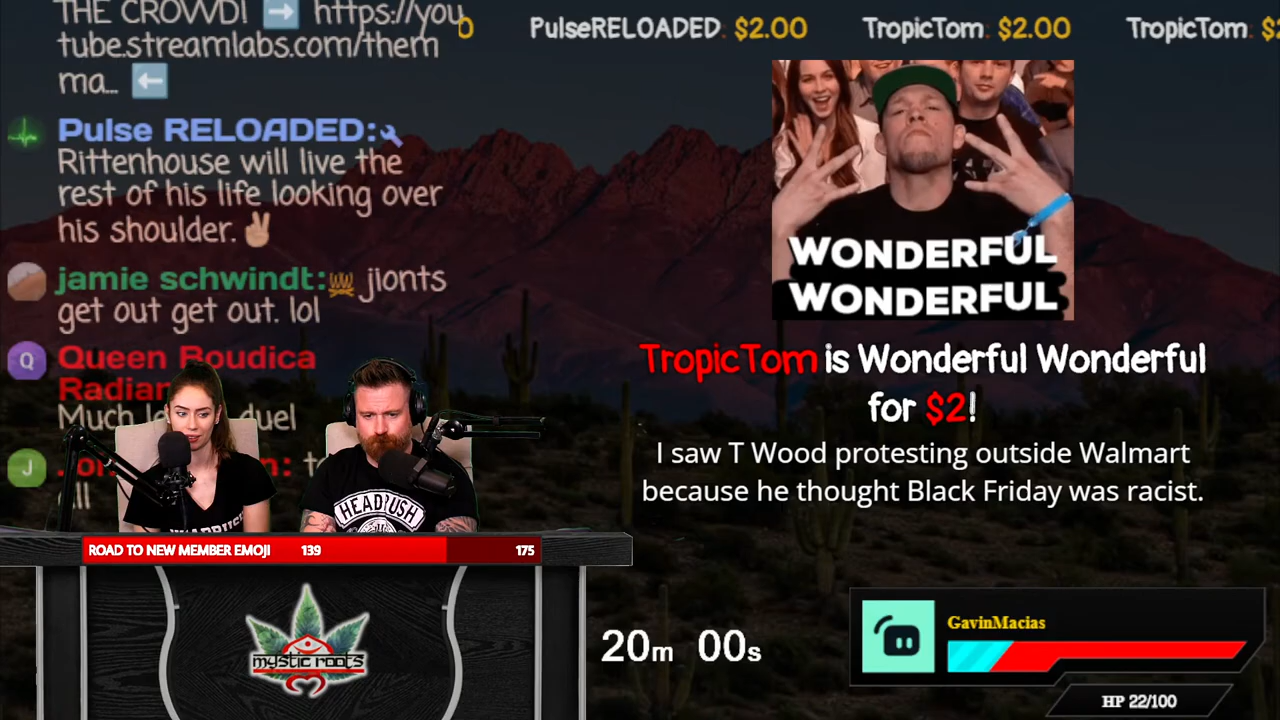 THE CROWD! ➡️ https://you
tube.streamlabs.com/them
ma... ⬅️
Pulse RELOADED:
Rittenhouse will live the
rest of his life looking over
his shoulder.✌🏼
jamie schwindt: jionts
get out get out. lol
Q Queen Boudica
Much duel
J
0 PulseRELOADED: $2.00 TropicTom: $2.00 TropicTom:
WONDERFUL
WONDERFUL
TropicTom is Wonderful Wonderful
for $2!
I saw T Wood protesting outside Walmart
because he thought Black Friday was racist.
HEADRUSH
ROAD TO NEW MEMBER EMOJI 139 175
mystic roots
20m 00s
GavinMacias
HP 22/100